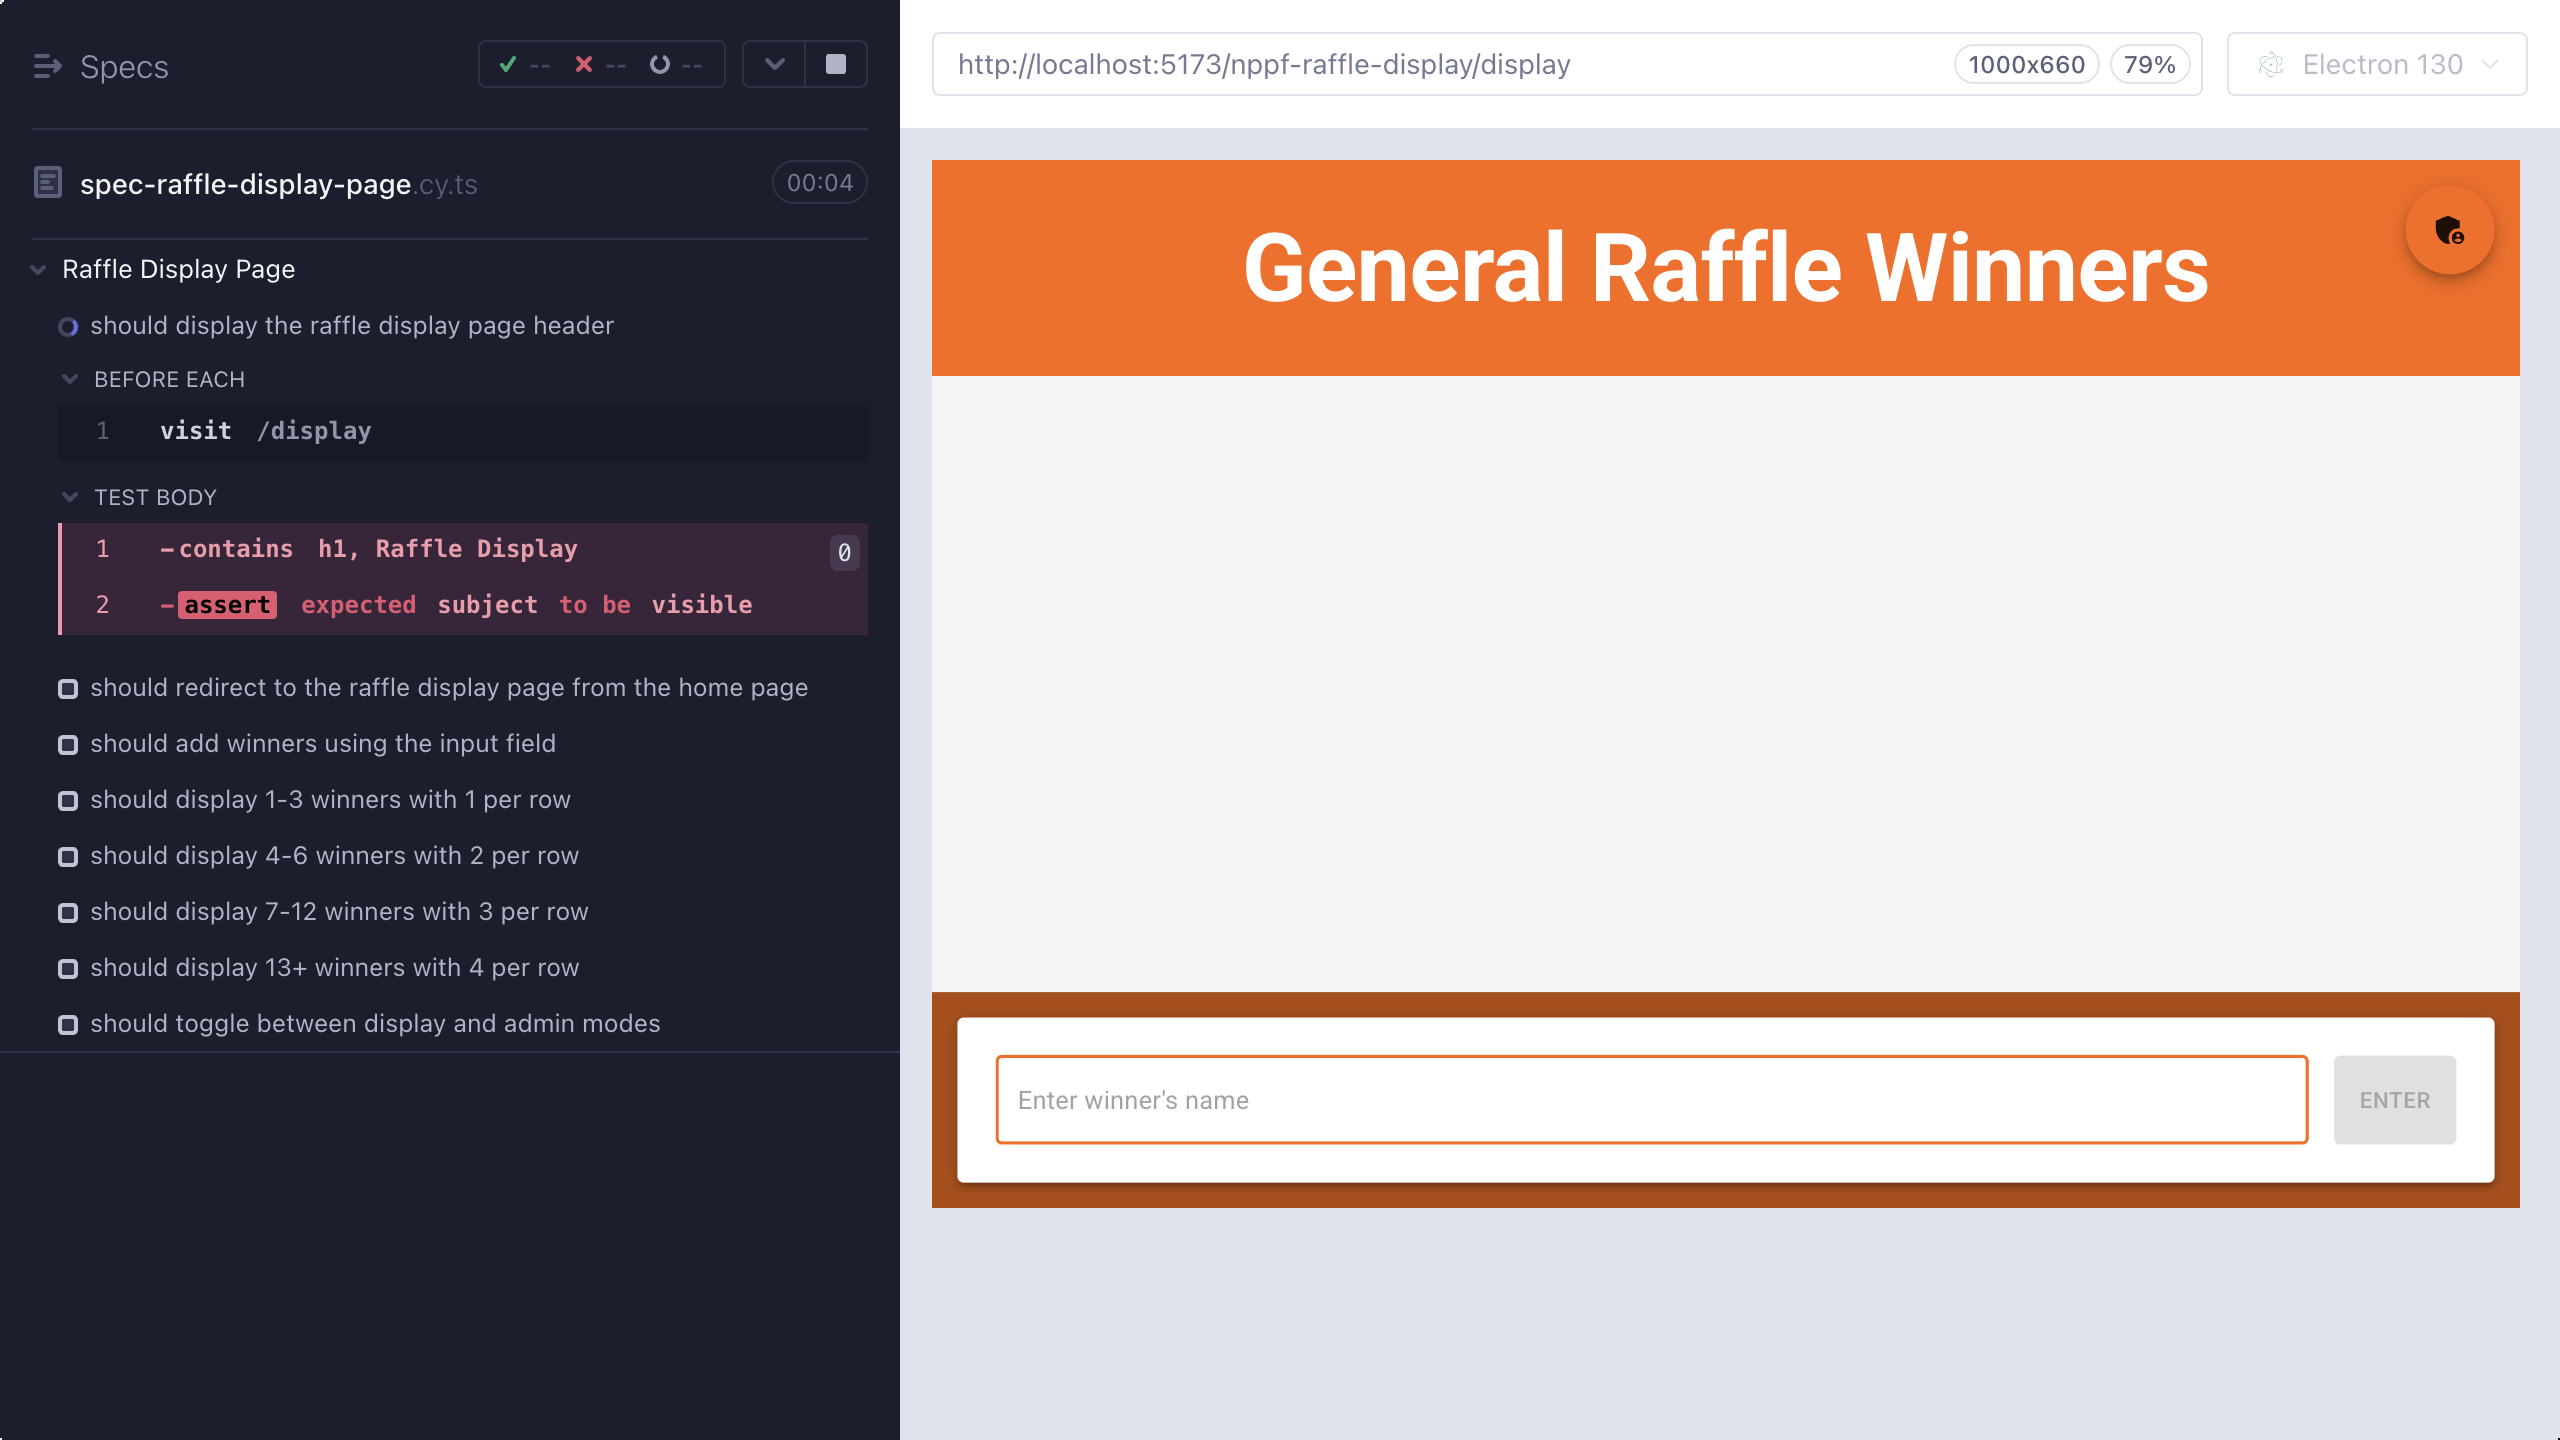 Specs
-- -- --
spec-raffle-display-page.cy.ts
00:04
Raffle Display Page
should display the raffle display page header
BEFORE EACH
1 visit /display
TEST BODY
1 -contains h1, Raffle Display 0
2 -assert expected subject to be visible
should redirect to the raffle display page from the home page
should add winners using the input field
should display 1-3 winners with 1 per row
should display 4-6 winners with 2 per row
should display 7-12 winners with 3 per row
should display 13+ winners with 4 per row
should toggle between display and admin modes
http://localhost:5173/nppf-raffle-display/display
1000x660
79%
Electron 130
General Raffle Winners
Enter winner's name
ENTER